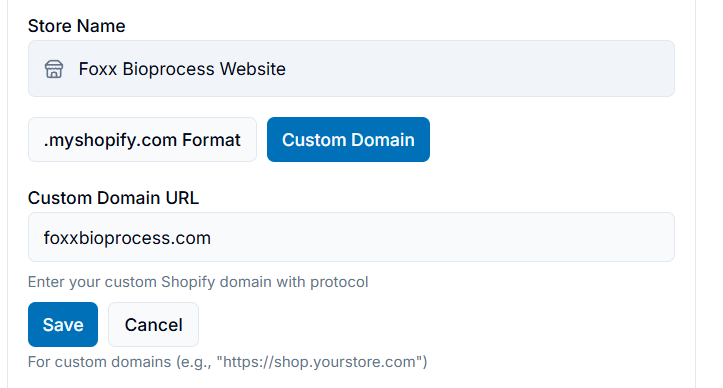 Store Name
Foxx Bioprocess Website
.myshopify.com Format Custom Domain
Custom Domain URL
foxxbioprocess.com
Enter your custom Shopify domain with protocol
Save Cancel
For custom domains (e.g., "https://shop.yourstore.com")